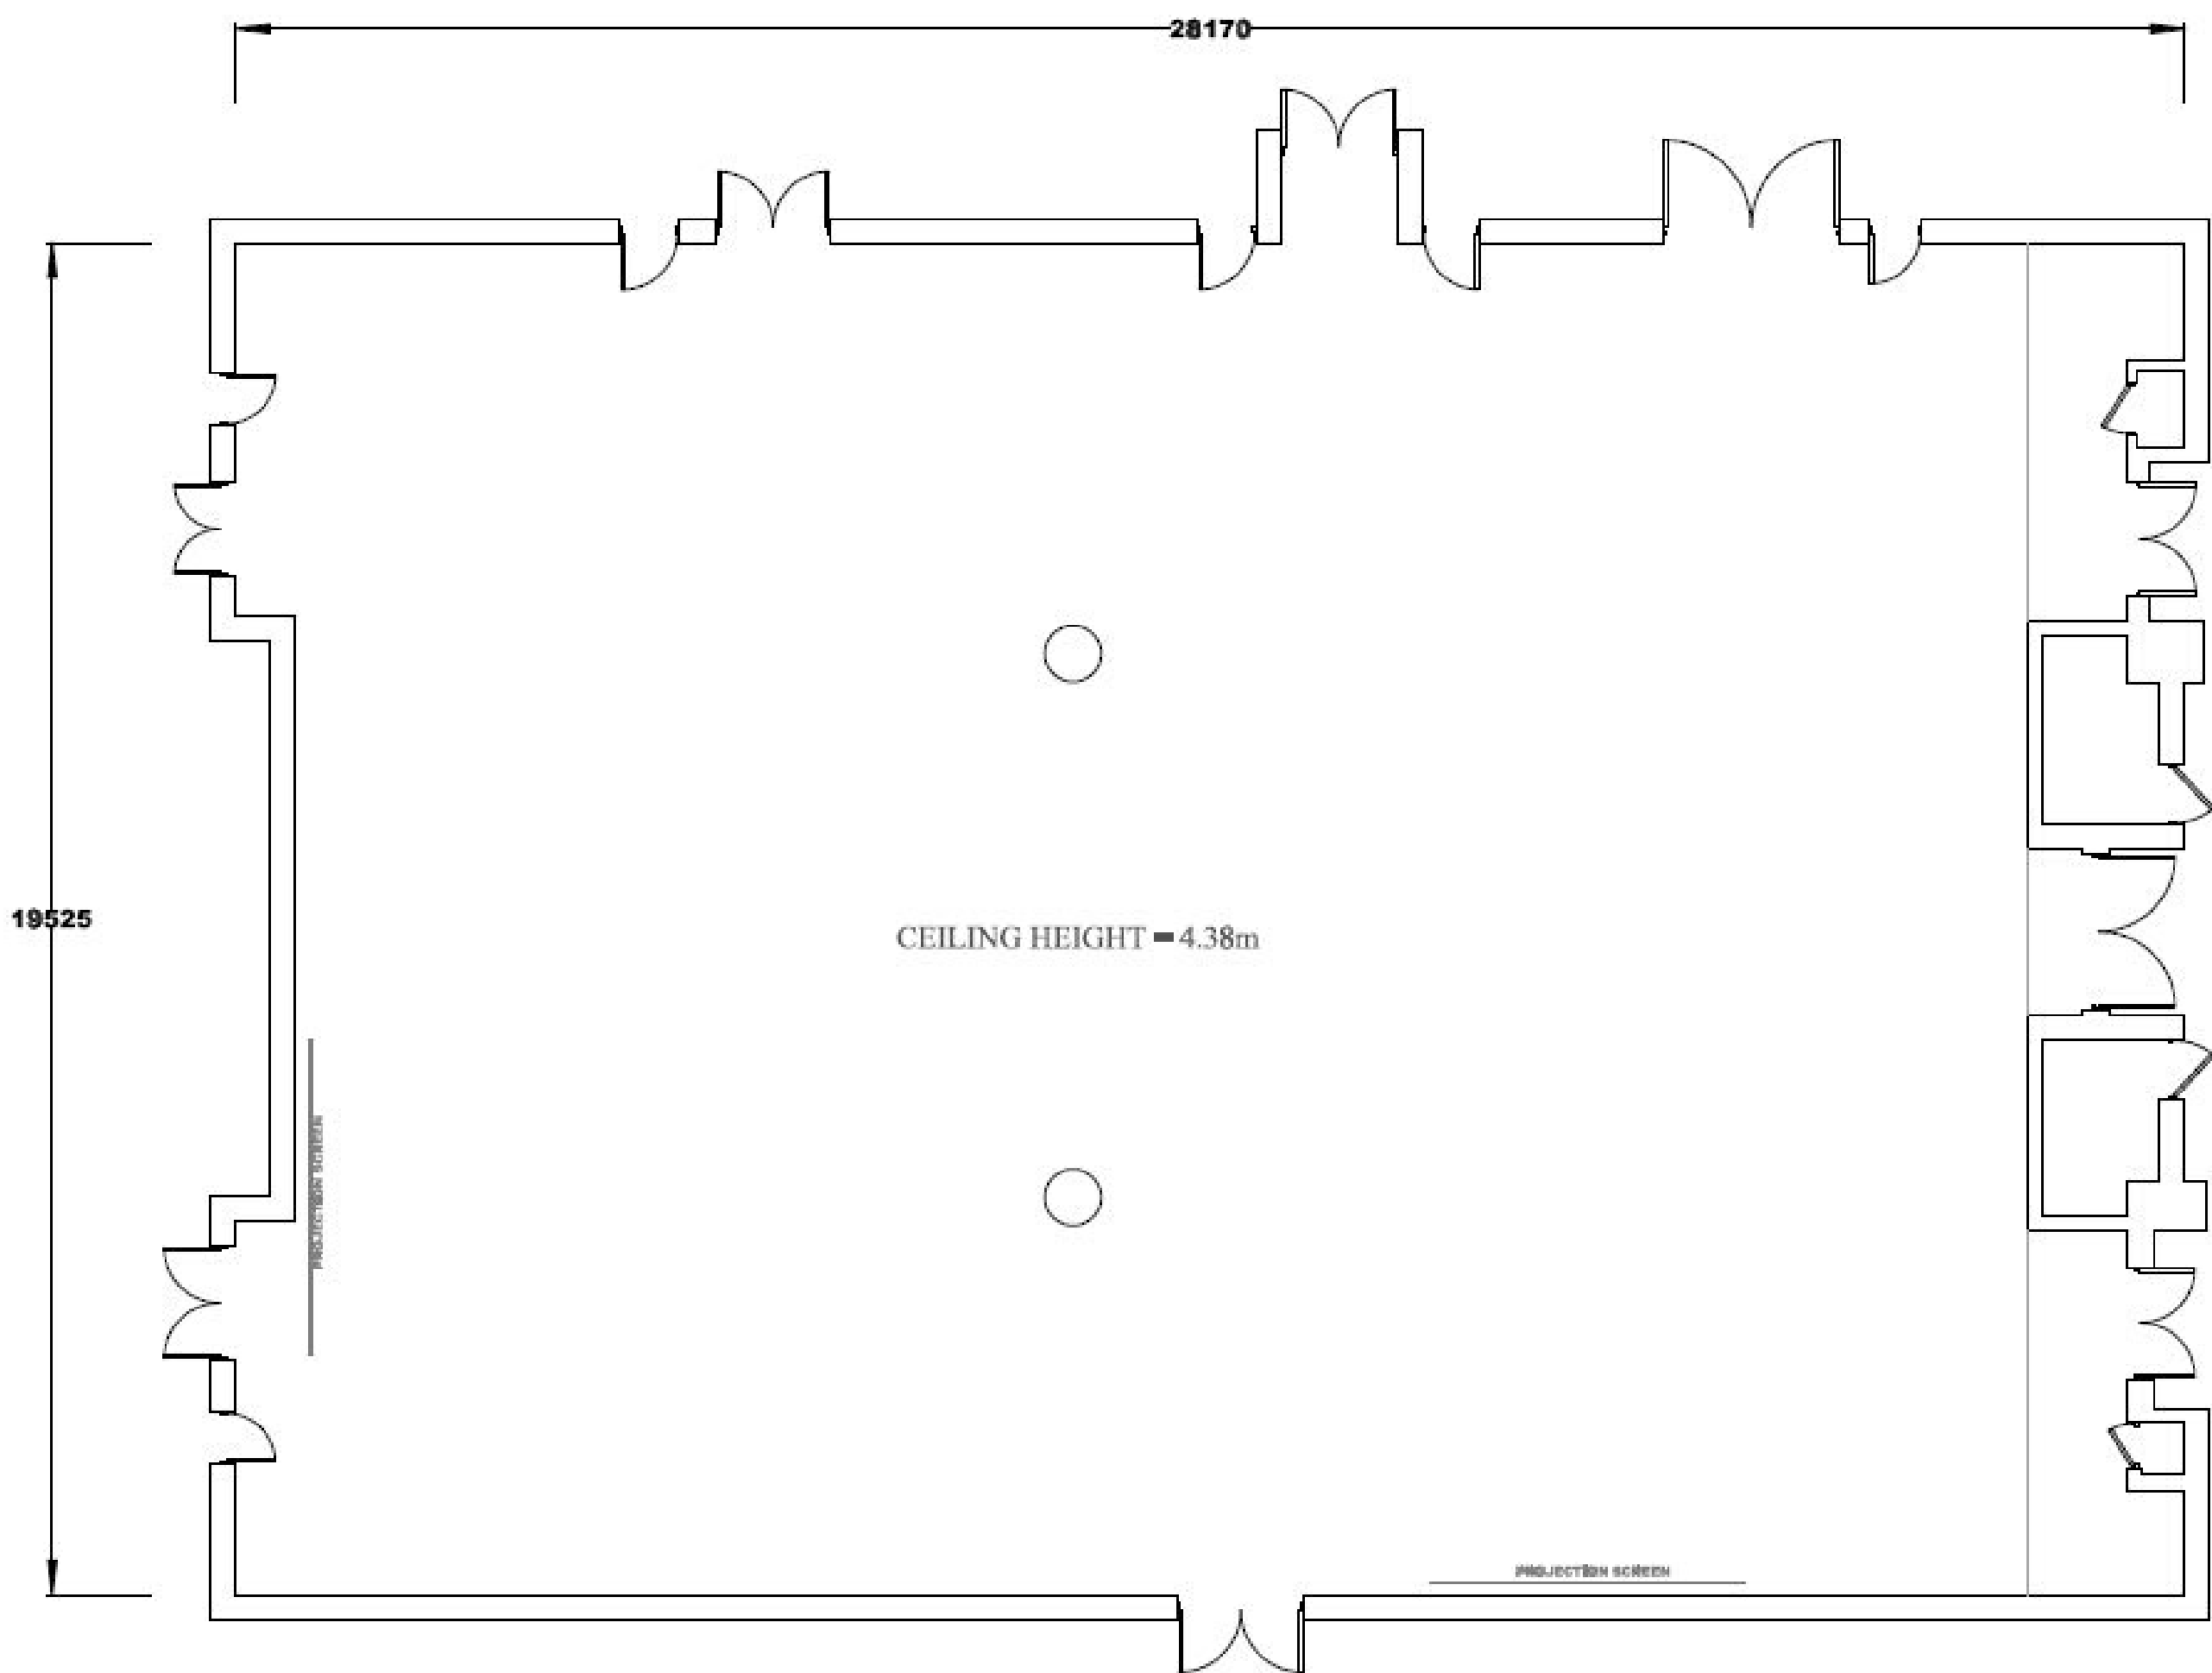 28170
19525
CEILING HEIGHT = 4.38m
PROJECTION SCREEN
PROJECTION SCREEN